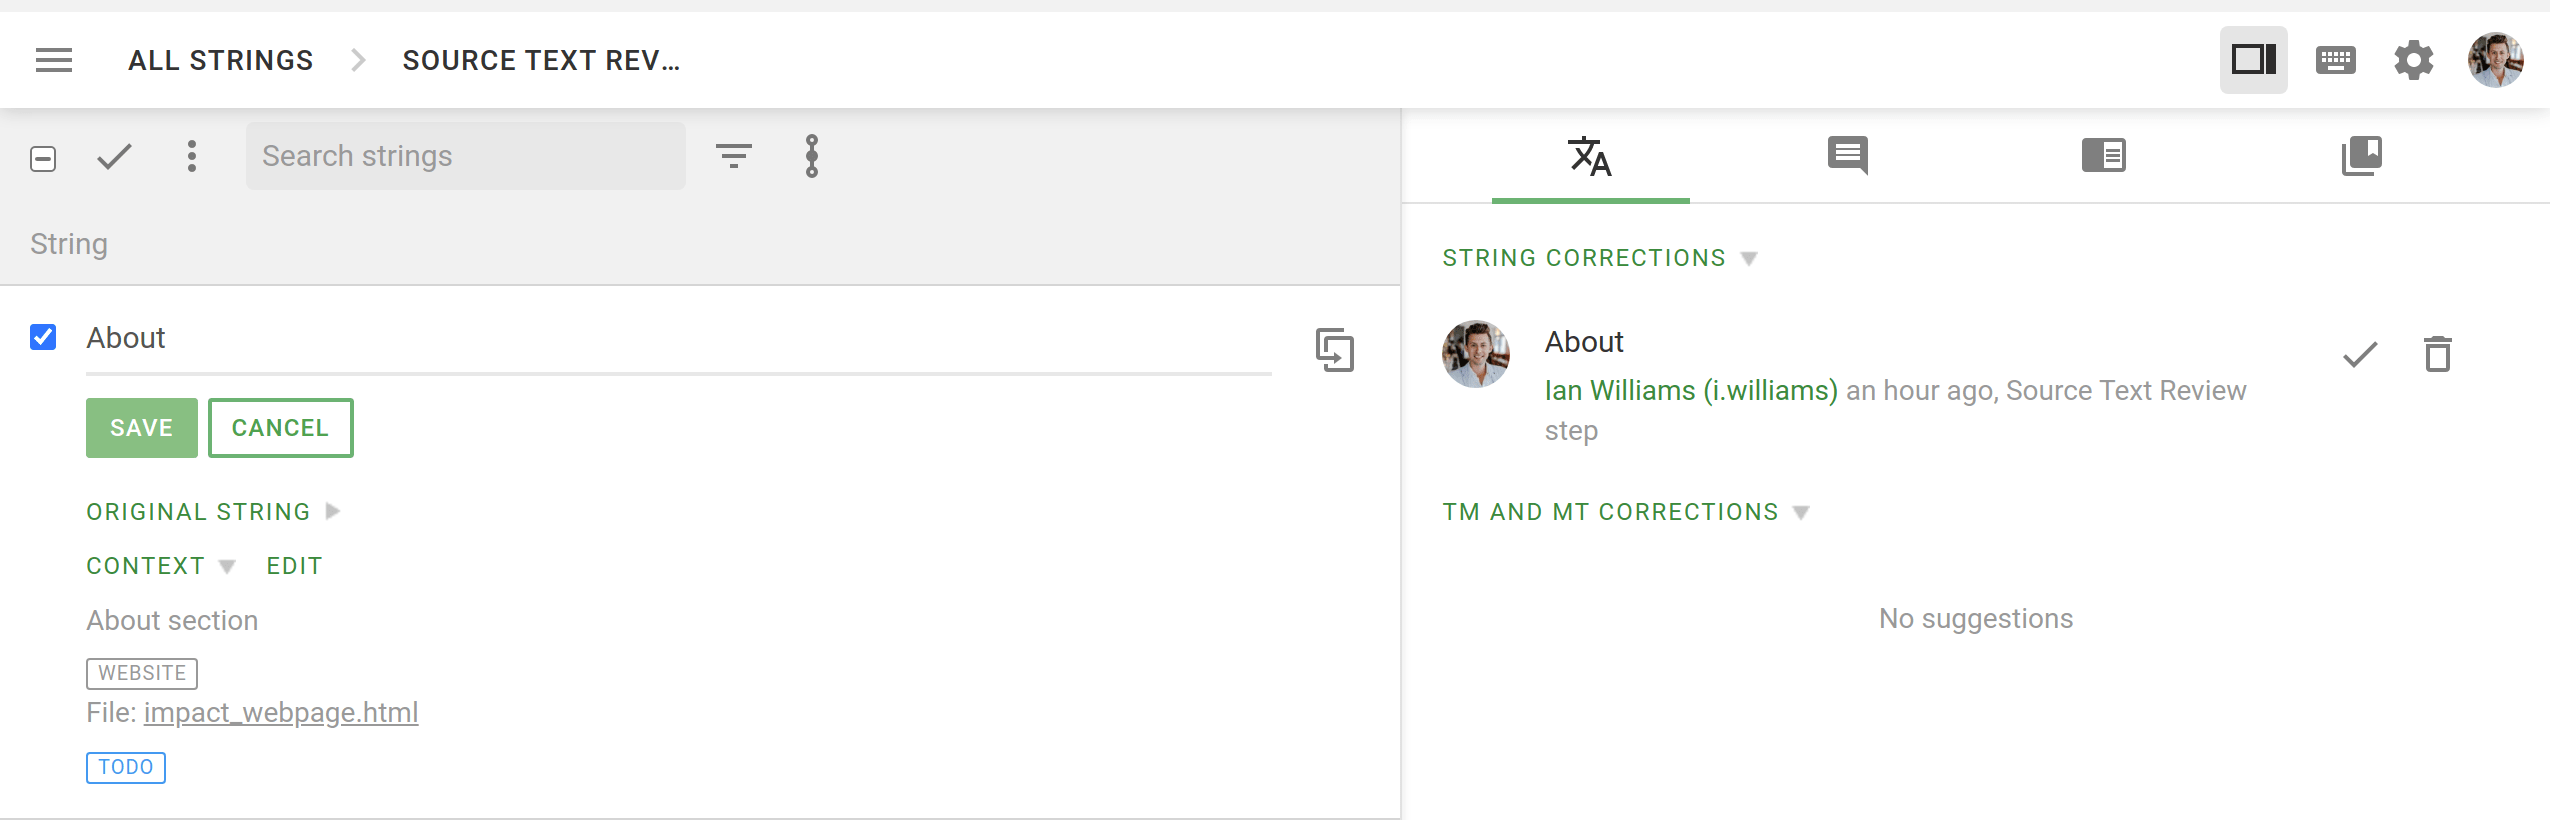 ALL STRINGS
SOURCE TEXT REV...
Search strings
String
About
SAVE
CANCEL
ORIGINAL STRING
CONTEXT
EDIT
About section
WEBSITE
File: impact_webpage.html
TODO
STRING CORRECTIONS
About
Ian Williams (i.williams) an hour ago, Source Text Review
step
TM AND MT CORRECTIONS
No suggestions